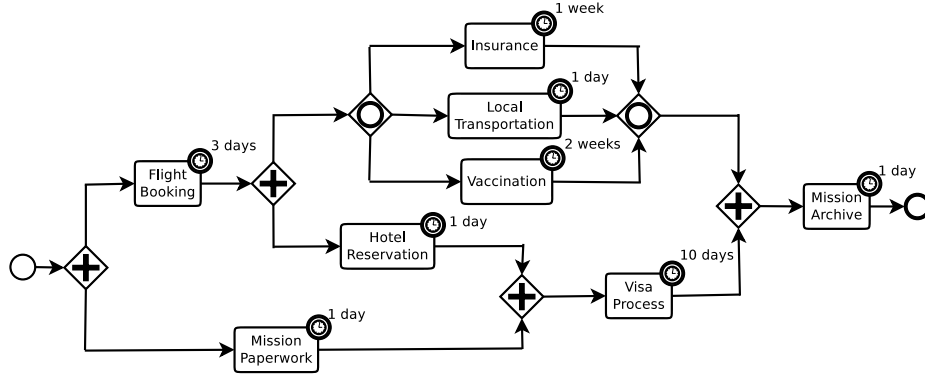 1 week
Insurance
1 day
Local
Transportation
3 days
2 weeks
Flight
Booking
Vaccination
1 day
Mission
Archive
1 day
Hotel
Reservation
10 days
Visa
Process
1 day
Mission
Paperwork